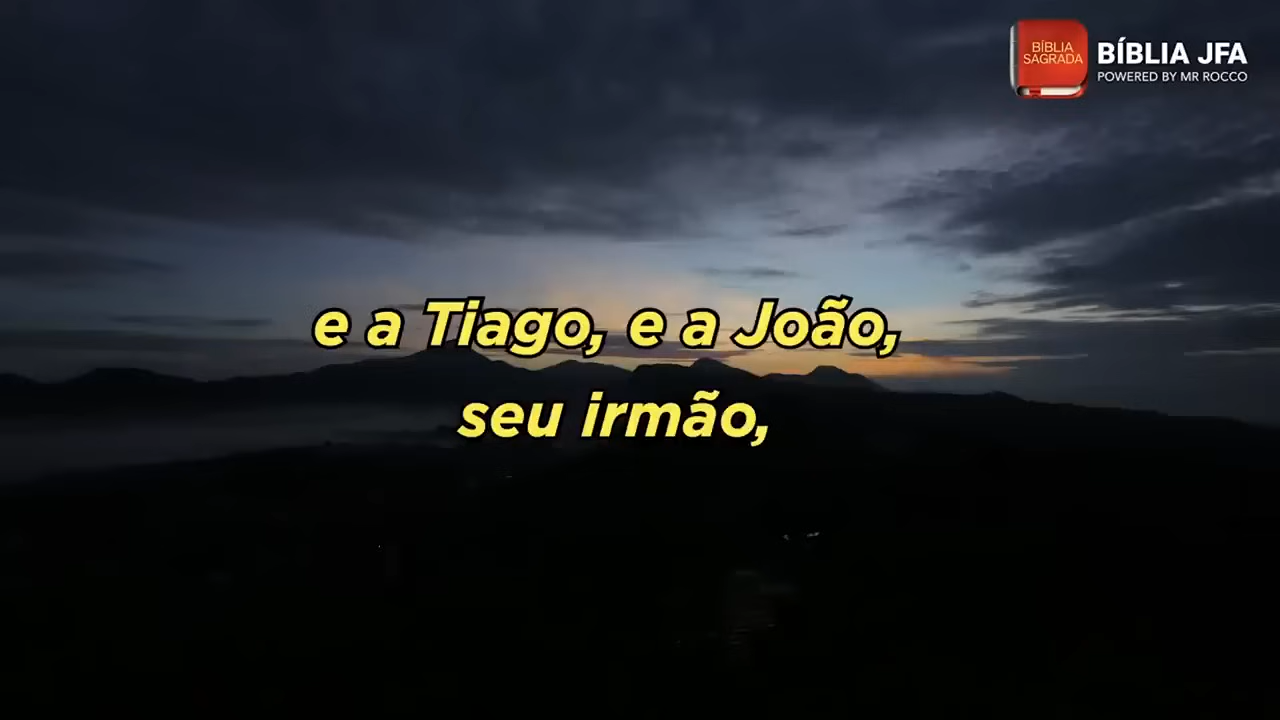 BÍBLIA
SAGRADA
BÍBLIA JFA
POWERED BY MR ROCCO
e a Tiago, e a João,
seu irmão,